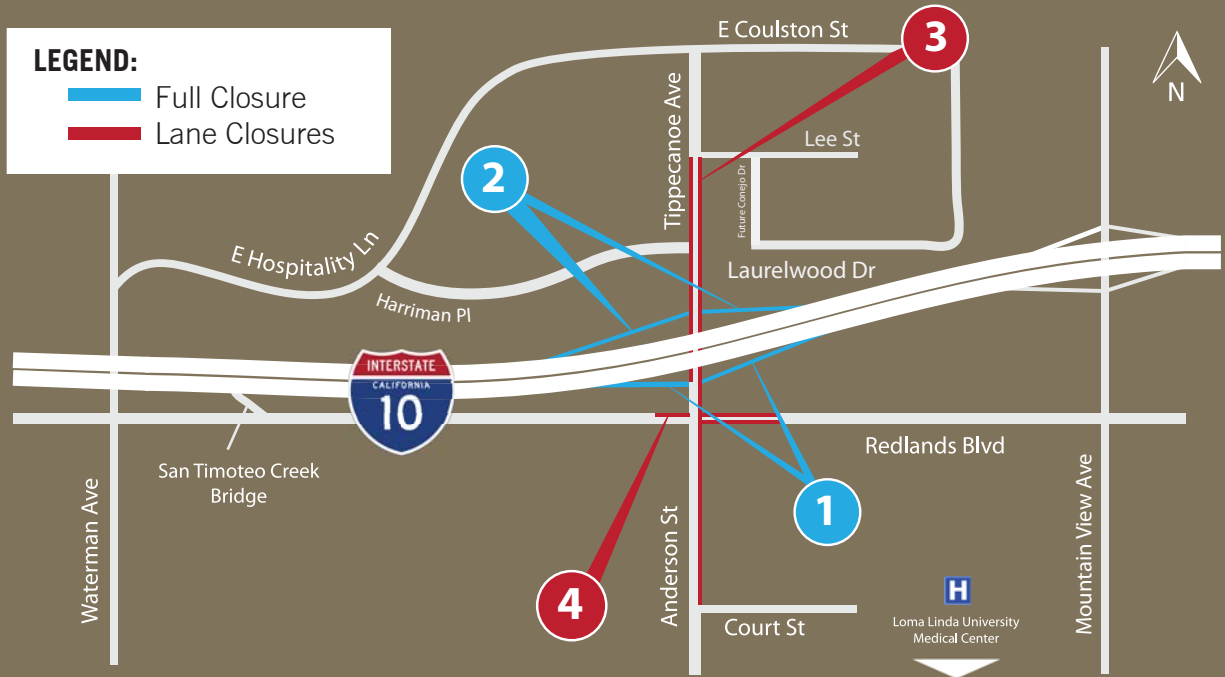 LEGEND:
Full Closure
Lane Closures
E Coulston St
3
N
Tippecanoe Ave
Lee St
2
Future Conejo Dr
E Hospitality Ln
Laurelwood Dr
Harriman Pl
INTERSTATE
CALIFORNIA
10
Redlands Blvd
San Timoteo Creek
Bridge
1
Waterman Ave
Anderson St
Mountain View Ave
4
H
Loma Linda University
Medical Center
Court St